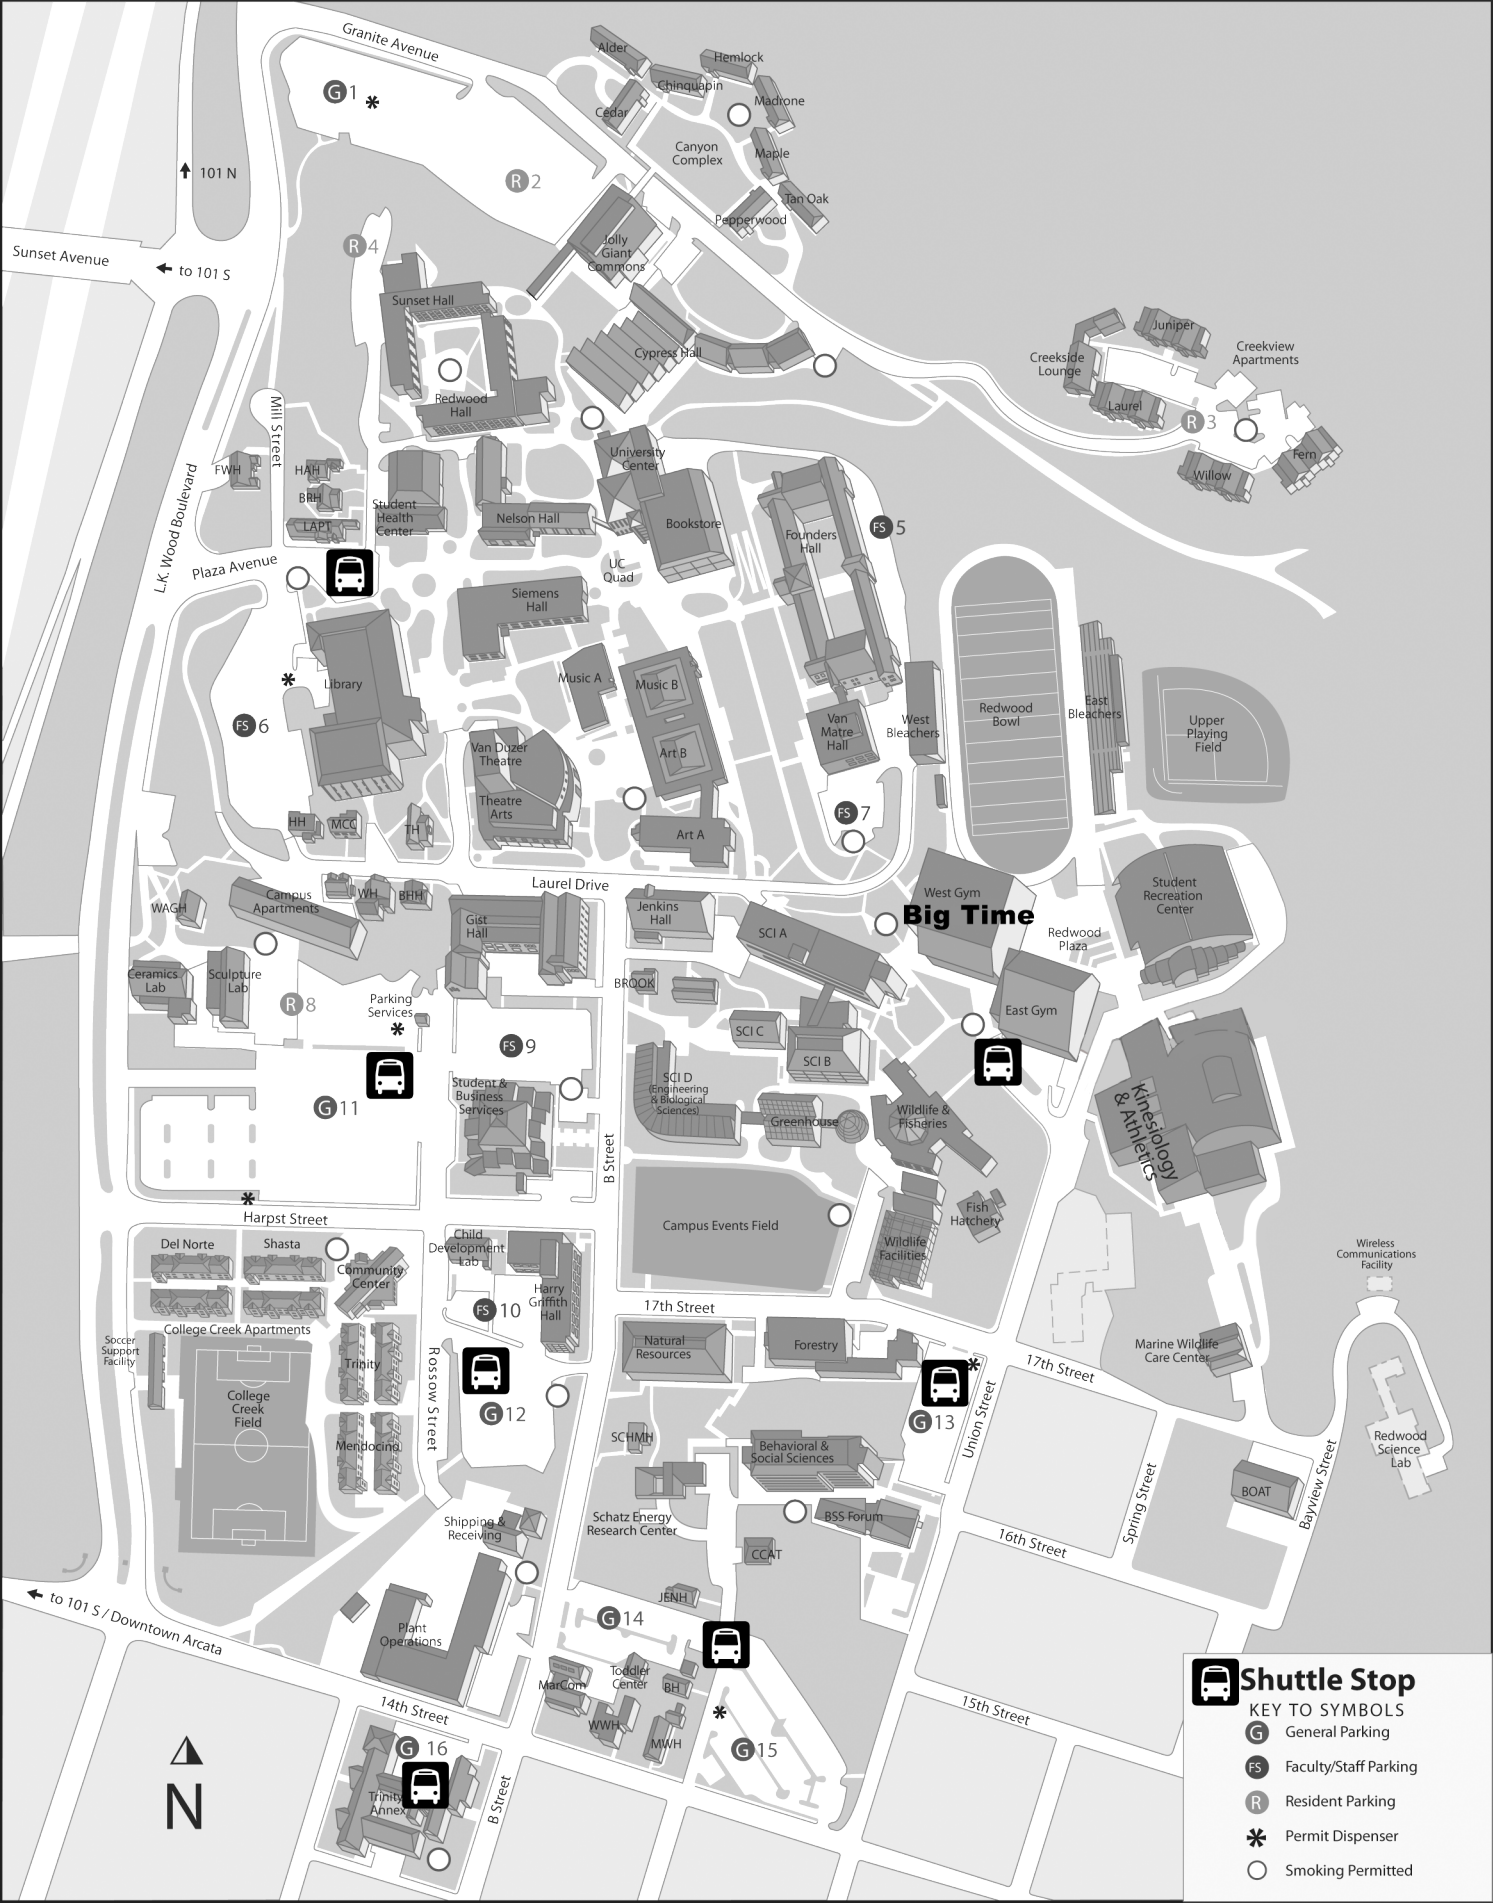 Granite Avenue
G 1
*
R 2
101 N
Sunset Avenue
to 101 S
R 4
Alder
Hemlock
Chinquapin
Cedar
Madrone
Canyon
Complex
Maple
Tan Oak
Pepperwood
Jolly
Giant
Commons
Sunset Hall
Redwood
Hall
Cypress Hall
Creekside
Lounge
Juniper
Creekview
Apartments
Laurel
R 3
Willow
Fern
Mill Street
L.K. Wood Boulevard
FWH
HAH
BRH
LAPT
Student
Health
Center
Nelson Hall
University
Center
Bookstore
Founders
Hall
FS 5
Plaza Avenue
UC
Quad
Siemens
Hall
Library
*
FS 6
Music A
Music B
Art B
Van Duzer
Theatre
Theatre
Arts
Art A
Van
Matre
Hall
West
Bleachers
Redwood
Bowl
East
Bleachers
Upper
Playing
Field
FS 7
HH
MCC
TH
Laurel Drive
WAGH
Campus
Apartments
WH
BHH
Gist
Hall
Jenkins
Hall
SCI A
West Gym
Big Time
Redwood
Plaza
Student
Recreation
Center
Ceramics
Lab
Sculpture
Lab
R 8
Parking
Services
*
BROOK
SCI C
SCI B
East Gym
FS 9
G 11
Student &
Business
Services
SCI D
(Engineering
& Biological
Sciences)
Greenhouse
Wildlife &
Fisheries
Kinesiology
& Athletics
B Street
*
Harpst Street
Campus Events Field
Fish
Hatchery
Wildlife
Facilities
Del Norte
Shasta
Community
Center
Child
Development
Lab
Harry
Griffith
Hall
FS 10
College Creek Apartments
Wireless
Communications
Facility
17th Street
Soccer
Support
Facility
Trinity
Rossow Street
Natural
Resources
Forestry
*
17th Street
Marine Wildlife
Care Center
College
Creek
Field
G 12
G 13
Union Street
Mendocino
SCHMH
Behavioral &
Social Sciences
Redwood
Science
Lab
BOAT
Bayview Street
Spring Street
Shipping &
Receiving
Schatz Energy
Research Center
BSS Forum
16th Street
CCAT
to 101 S / Downtown Arcata
Plant
Operations
JENH
G 14
MarCom
Toddler
Center
BH
WWH
MWH
*
G 15
15th Street
14th Street
G 16
Trinity
Annex
B Street
N
Shuttle Stop
KEY TO SYMBOLS
G General Parking
FS Faculty/Staff Parking
R Resident Parking
* Permit Dispenser
Smoking Permitted